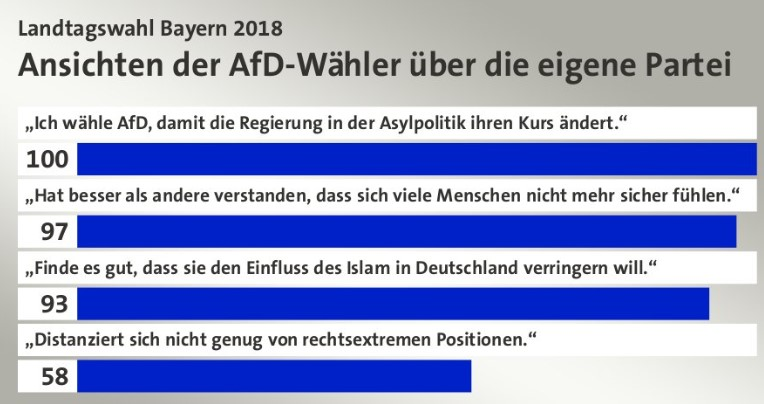 Landtagswahl Bayern 2018
Ansichten der AfD-Wähler über die eigene Partei
„Ich wähle AfD, damit die Regierung in der Asylpolitik ihren Kurs ändert.“
100
„Hat besser als andere verstanden, dass sich viele Menschen nicht mehr sicher fühlen.“
97
„Finde es gut, dass sie den Einfluss des Islam in Deutschland verringern will.“
93
„Distanziert sich nicht genug von rechtsextremen Positionen.“
58